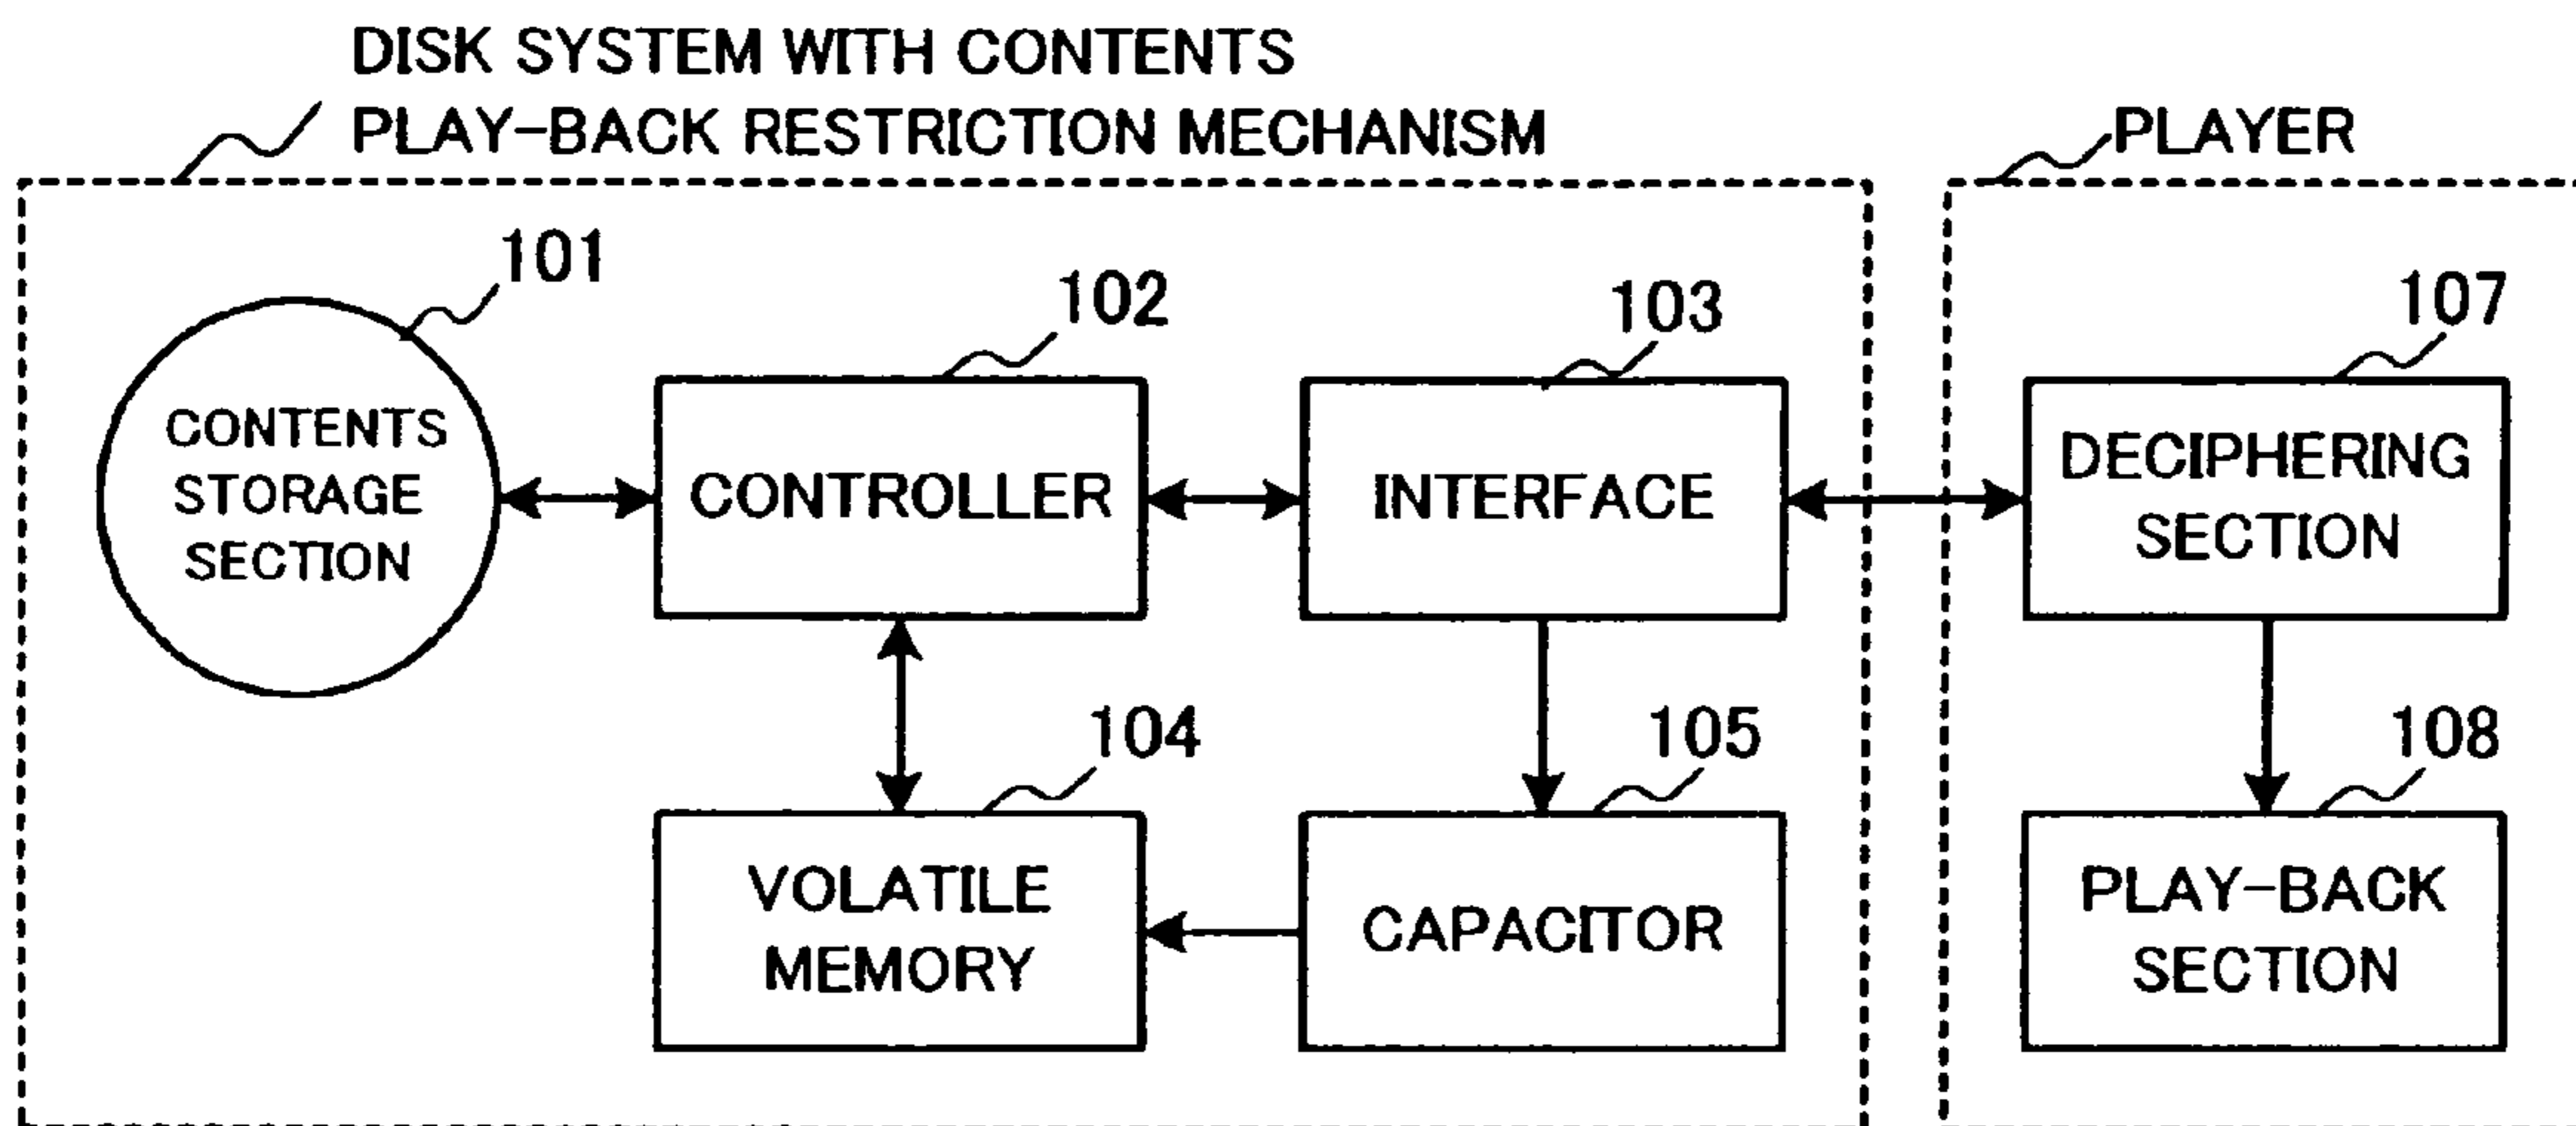 DISK SYSTEM WITH CONTENTS
PLAY-BACK RESTRICTION MECHANISM
PLAYER
101
102
103
107
CONTENTS
STORAGE
SECTION
CONTROLLER
INTERFACE
DECIPHERING
SECTION
104
105
108
VOLATILE
MEMORY
CAPACITOR
PLAY-BACK
SECTION